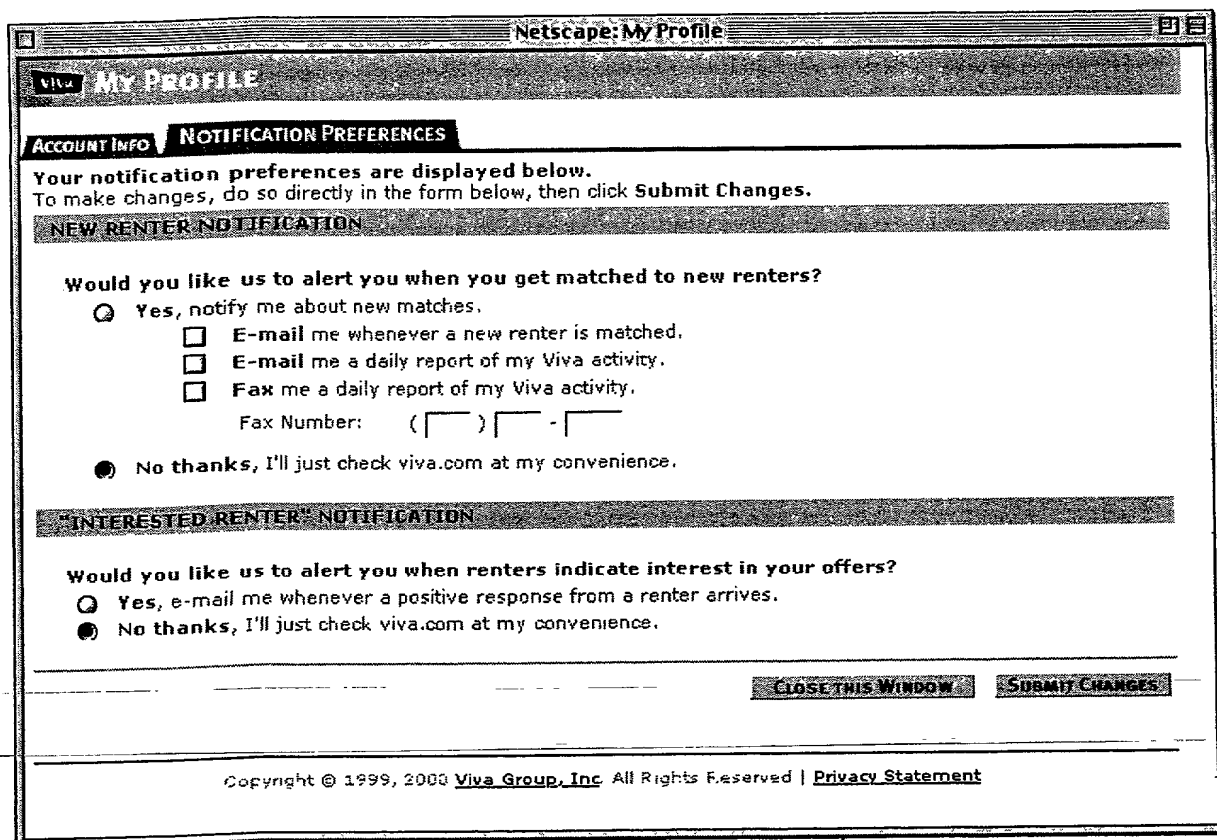 Netscape: My Profile
viva MY PROFILE
ACCOUNT INFO NOTIFICATION PREFERENCES
Your notification preferences are displayed below.
To make changes, do so directly in the form below, then click Submit Changes.
NEW RENTER NOTIFICATION
Would you like us to alert you when you get matched to new renters?
Yes, notify me about new matches.
E-mail me whenever a new renter is matched.
E-mail me a daily report of my Viva activity.
Fax me a daily report of my Viva activity.
Fax Number: ( ) -
No thanks, I'll just check viva.com at my convenience.
"INTERESTED RENTER" NOTIFICATION
Would you like us to alert you when renters indicate interest in your offers?
Yes, e-mail me whenever a positive response from a renter arrives.
No thanks, I'll just check viva.com at my convenience.
CLOSE THIS WINDOW SUBMIT CHANGES
Copyright © 1999, 2000 Viva Group, Inc. All Rights Reserved | Privacy Statement